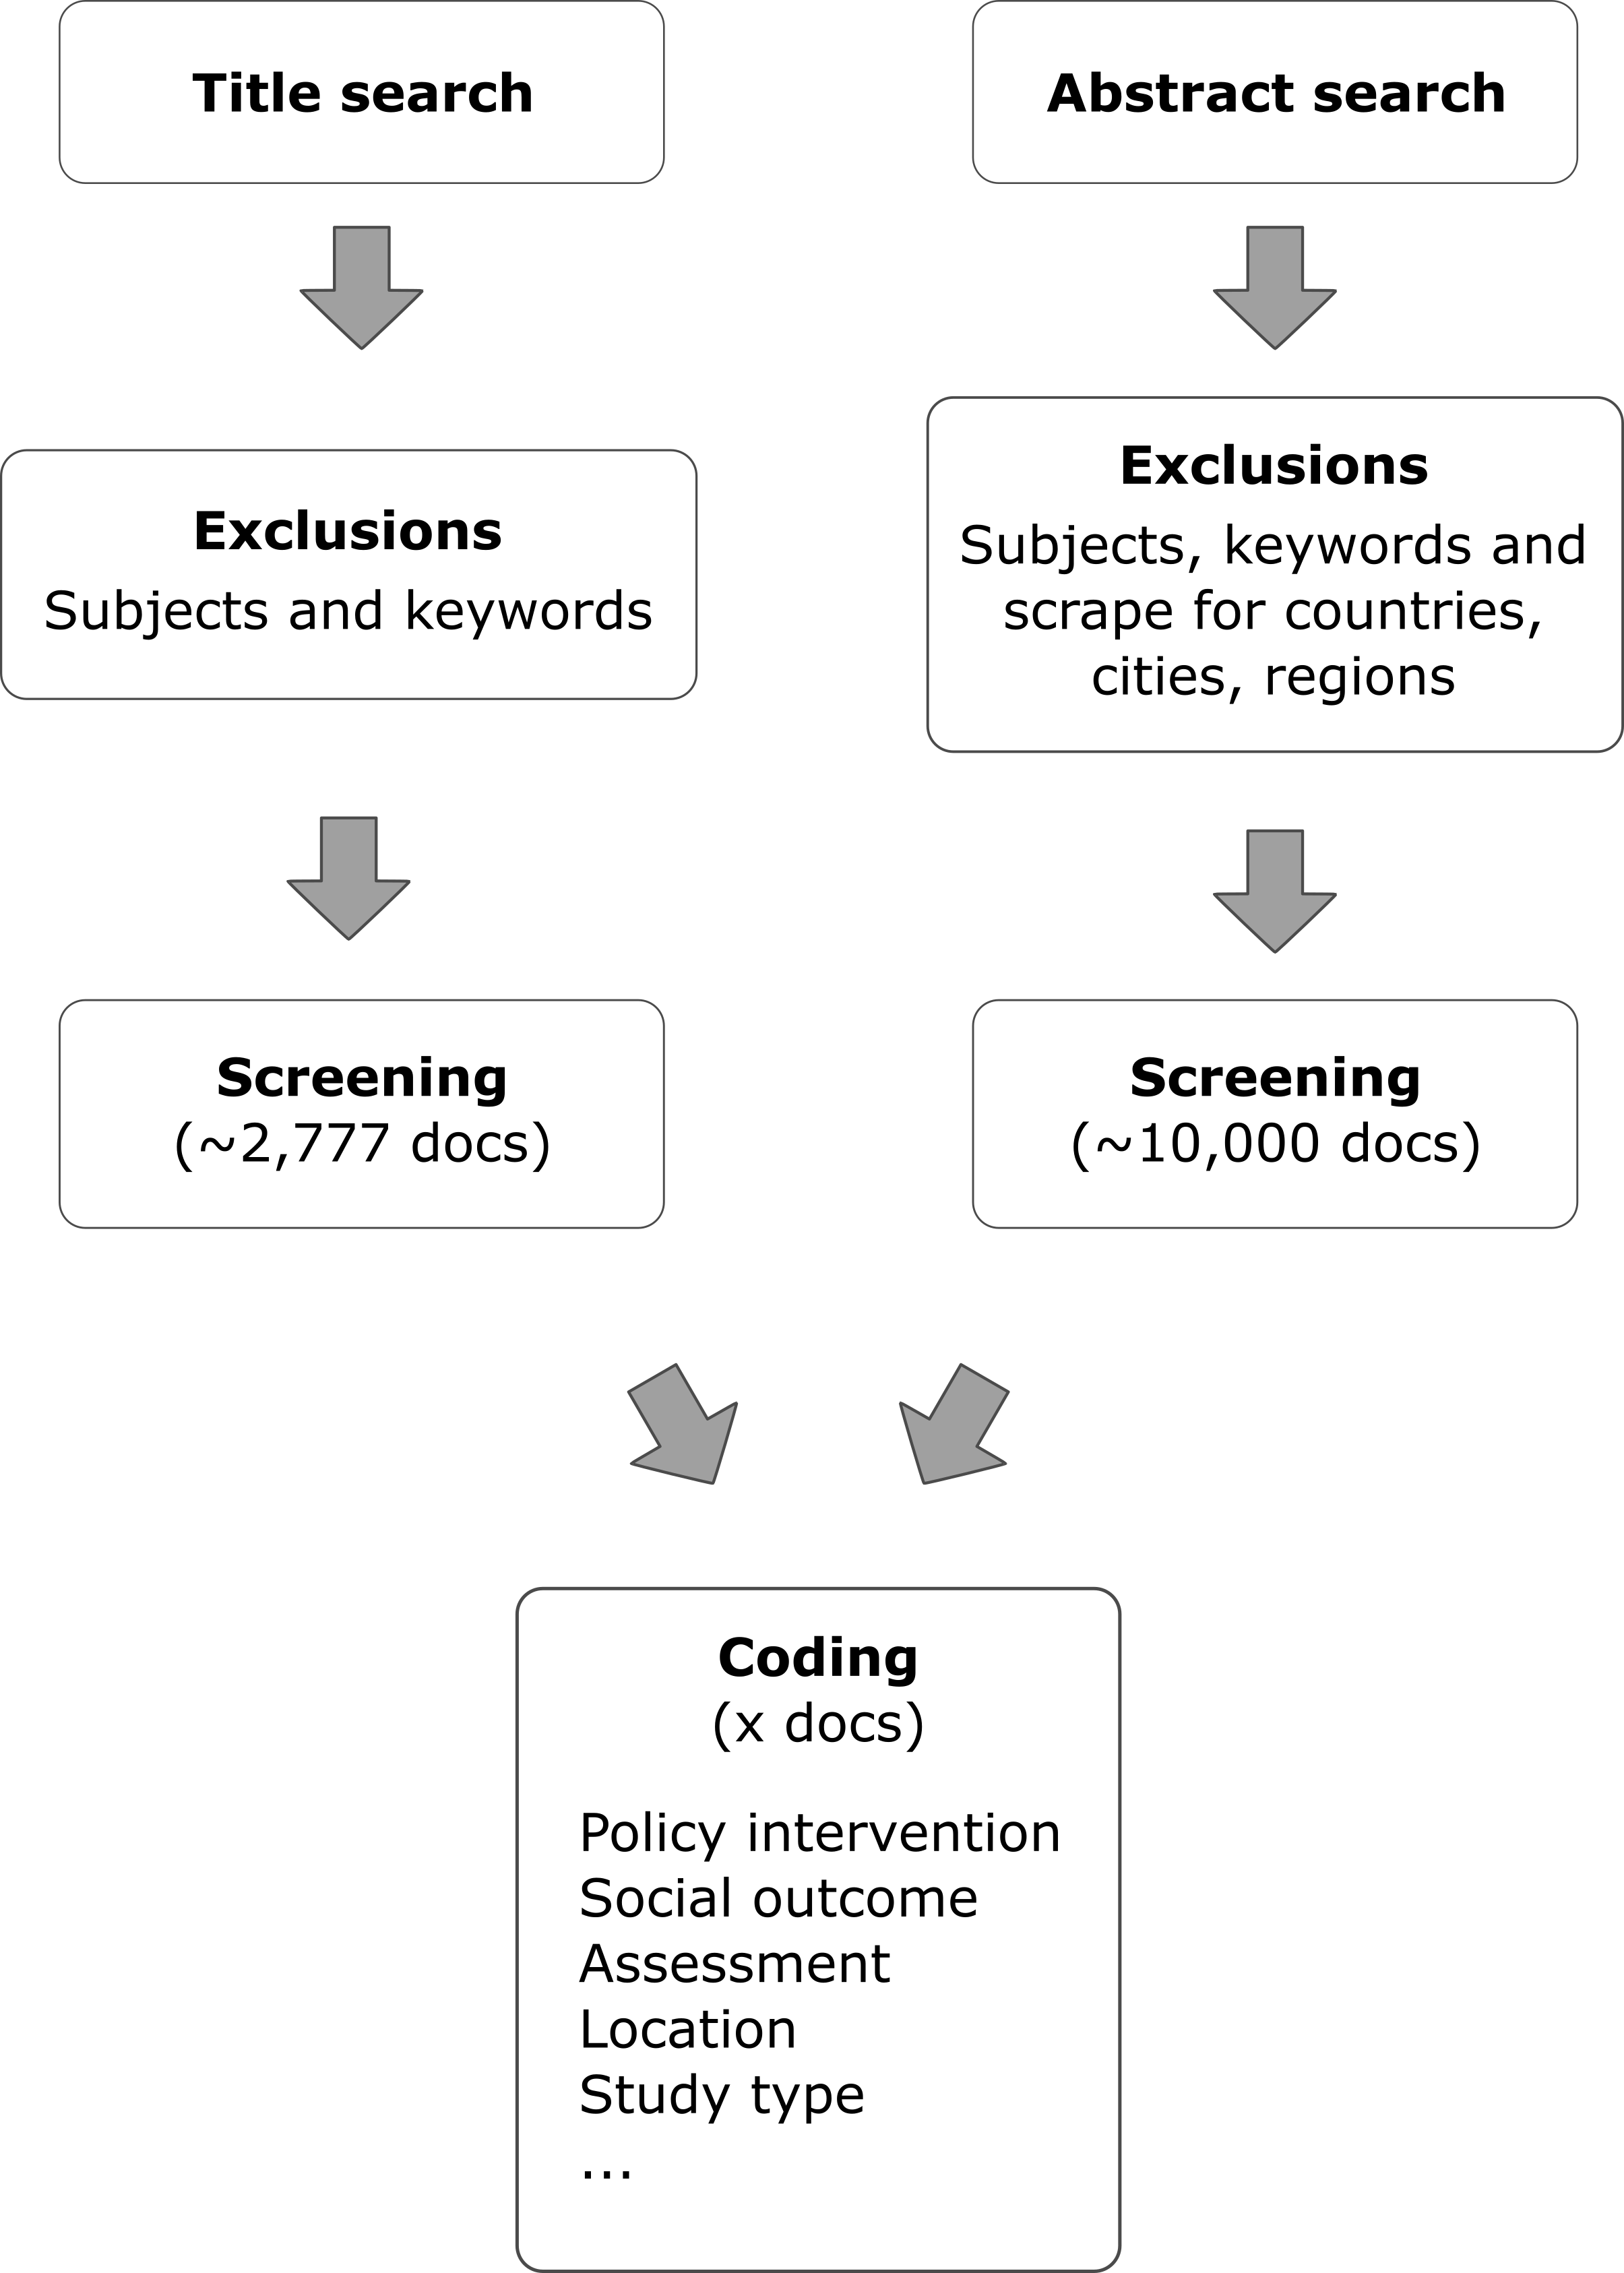 Title search
Abstract search
Exclusions
Subjects and keywords
Exclusions
Subjects, keywords and
scrape for countries,
cities, regions
Screening
(~2,777 docs)
Screening
(~10,000 docs)
Coding
(x docs)
Policy intervention
Social outcome
Assessment
Location
Study type
...